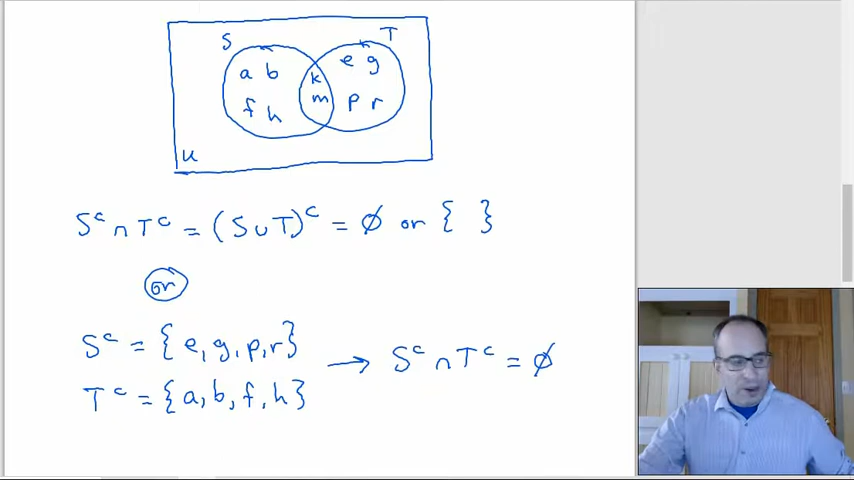 S T
a b k e g
f h m p r
U
Sᶜ ∩ Tᶜ = (S ∪ T)ᶜ = ∅ or { }
or
Sᶜ = {e, g, p, r}
→ Sᶜ ∩ Tᶜ = ∅
Tᶜ = {a, b, f, h}